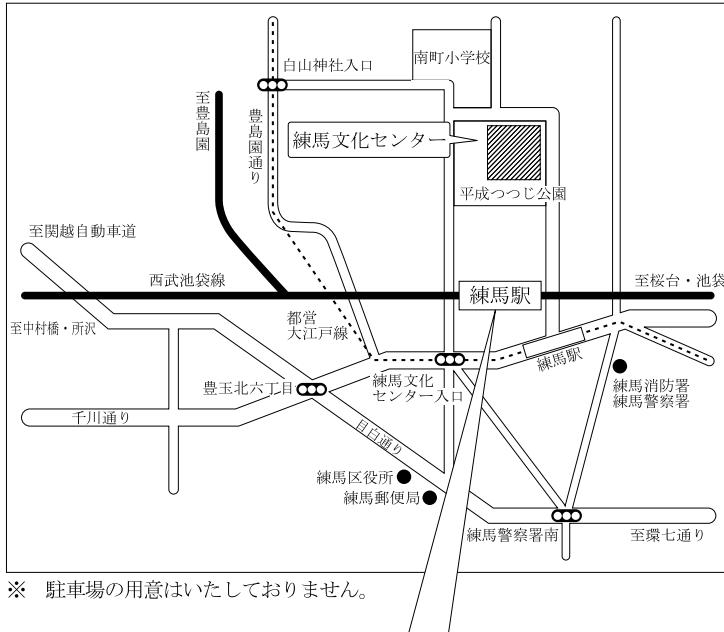 白山神社入口
南町小学校
至豊島園
豊島園通り
練馬文化センター
平成つつじ公園
至関越自動車道
西武池袋線
練馬駅
至桜台・池袋
至中村橋・所沢
都営
大江戸線
練馬駅
豊玉北六丁目
練馬文化
センター入口
練馬消防署
練馬警察署
千川通り
目白通り
練馬区役所
練馬郵便局
練馬警察署南
至環七通り
※ 駐車場の用意はいたしておりません。